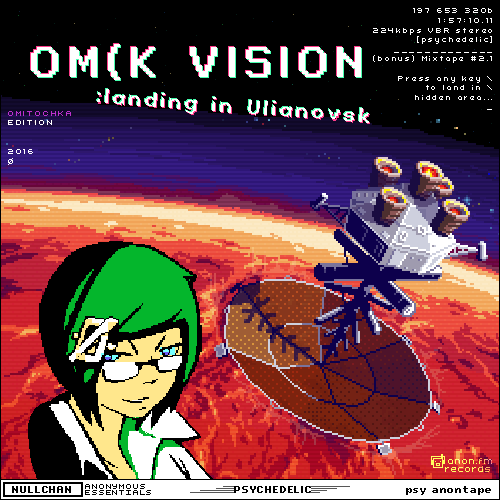 197 653 320b
1:57:10.11
224kbps VBR stereo
[psychedelic]
(bonus) Mixtape #2.1
Press any key \
to land in \
hidden area...
OM(K VISION
:landing in Ulianovsk
OMITOCHKA
EDITION
2016
Ø
anon.fm
records
NULLCHAN
ANONYMOUS
ESSENTIALS
PSYCHEDELIC
psy anontape